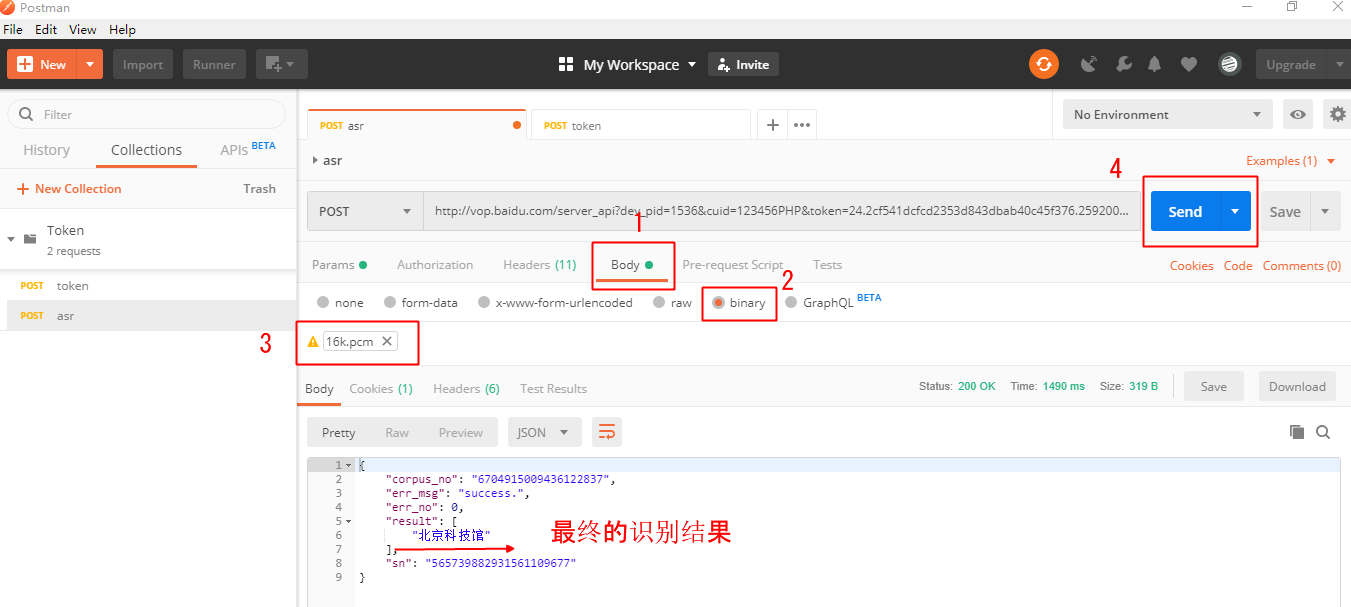 Postman
File Edit View Help
New Import Runner My Workspace Invite Upgrade
Filter
History Collections APIs BETA
New Collection Trash
Token
2 requests
POST token
POST asr
POST asr POST token No Environment
asr Examples (1)
4
POST http://vop.baidu.com/server_api?dev_pid=1536&cuid=123456PHP&token=24.2cf541dcfcd2353d843dbab40c45f376.259200... Send Save
1
Params Authorization Headers (11) Body Pre-request Script Tests Cookies Code Comments (0)
2
none form-data x-www-form-urlencoded raw binary GraphQL BETA
3
16k.pcm
Body Cookies (1) Headers (6) Test Results Status: 200 OK Time: 1490 ms Size: 319 B Save Download
Pretty Raw Preview JSON
1 {
2 "corpus_no": "6704915009436122837",
3 "err_msg": "success.",
4 "err_no": 0,
5 "result": [
6 "北京科技馆"
最终的识别结果
7 ],
8 "sn": "565739882931561109677"
9 }